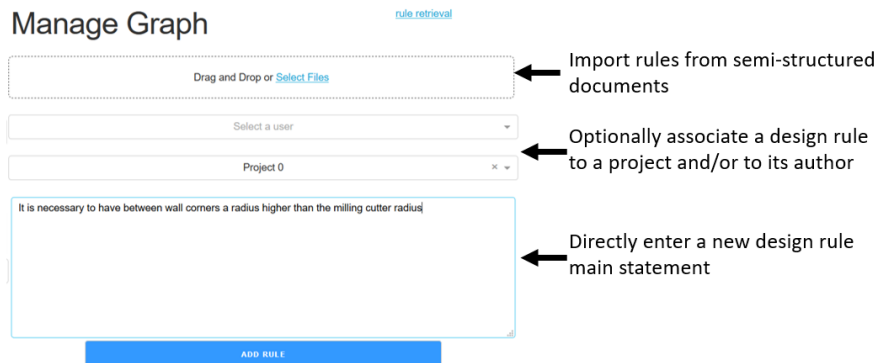 Manage Graph
rule retrieval
Drag and Drop or Select Files
Import rules from semi-structured
documents
Select a user
Project 0
Optionally associate a design rule
to a project and/or to its author
It is necessary to have between wall corners a radius higher than the milling cutter radius
Directly enter a new design rule
main statement
ADD RULE